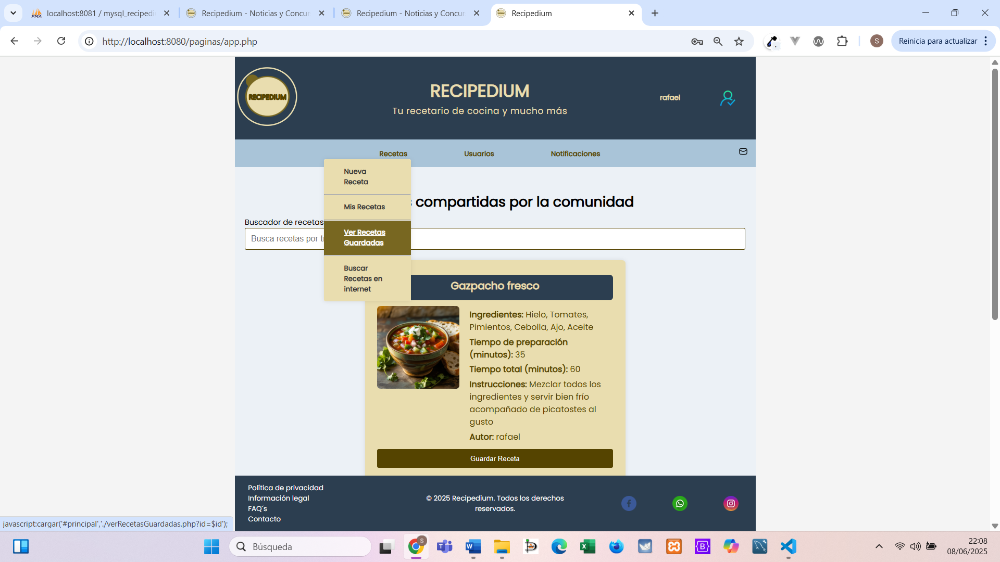 localhost:8081 / mysql_recipedi
Recipedium - Noticias y Concur
Recipedium - Noticias y Concur
Recipedium
http://localhost:8080/paginas/app.php
S
Reinicia para actualizar
RECIPEDIUM
RECIPEDIUM
Tu recetario de cocina y mucho más
rafael
Recetas
Usuarios
Notificaciones
Nueva
Receta
Mis Recetas
Ver Recetas
Guardadas
Buscar
Recetas en
internet
s compartidas por la comunidad
Buscador de recetas
Busca recetas por tí
Gazpacho fresco
Ingredientes: Hielo, Tomates,
Pimientos, Cebolla, Ajo, Aceite
Tiempo de preparación
(minutos): 35
Tiempo total (minutos): 60
Instrucciones: Mezclar todos los
ingredientes y servir bien frío
acompañado de picatostes al
gusto
Autor: rafael
Guardar Receta
Política de privacidad
Información legal
FAQ´s
Contacto
© 2025 Recipedium. Todos los derechos
reservados.
javascript:cargar('#principal','./verRecetasGuardadas.php?id=$id');
Búsqueda
22:08
08/06/2025